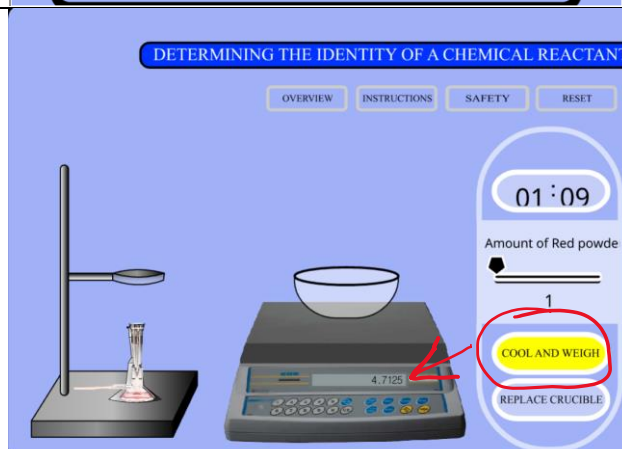 DETERMINING THE IDENTITY OF A CHEMICAL REACTANT
OVERVIEW
INSTRUCTIONS
SAFETY
RESET
01:09
Amount of Red powde
1
4.7125
COOL AND WEIGH
REPLACE CRUCIBLE